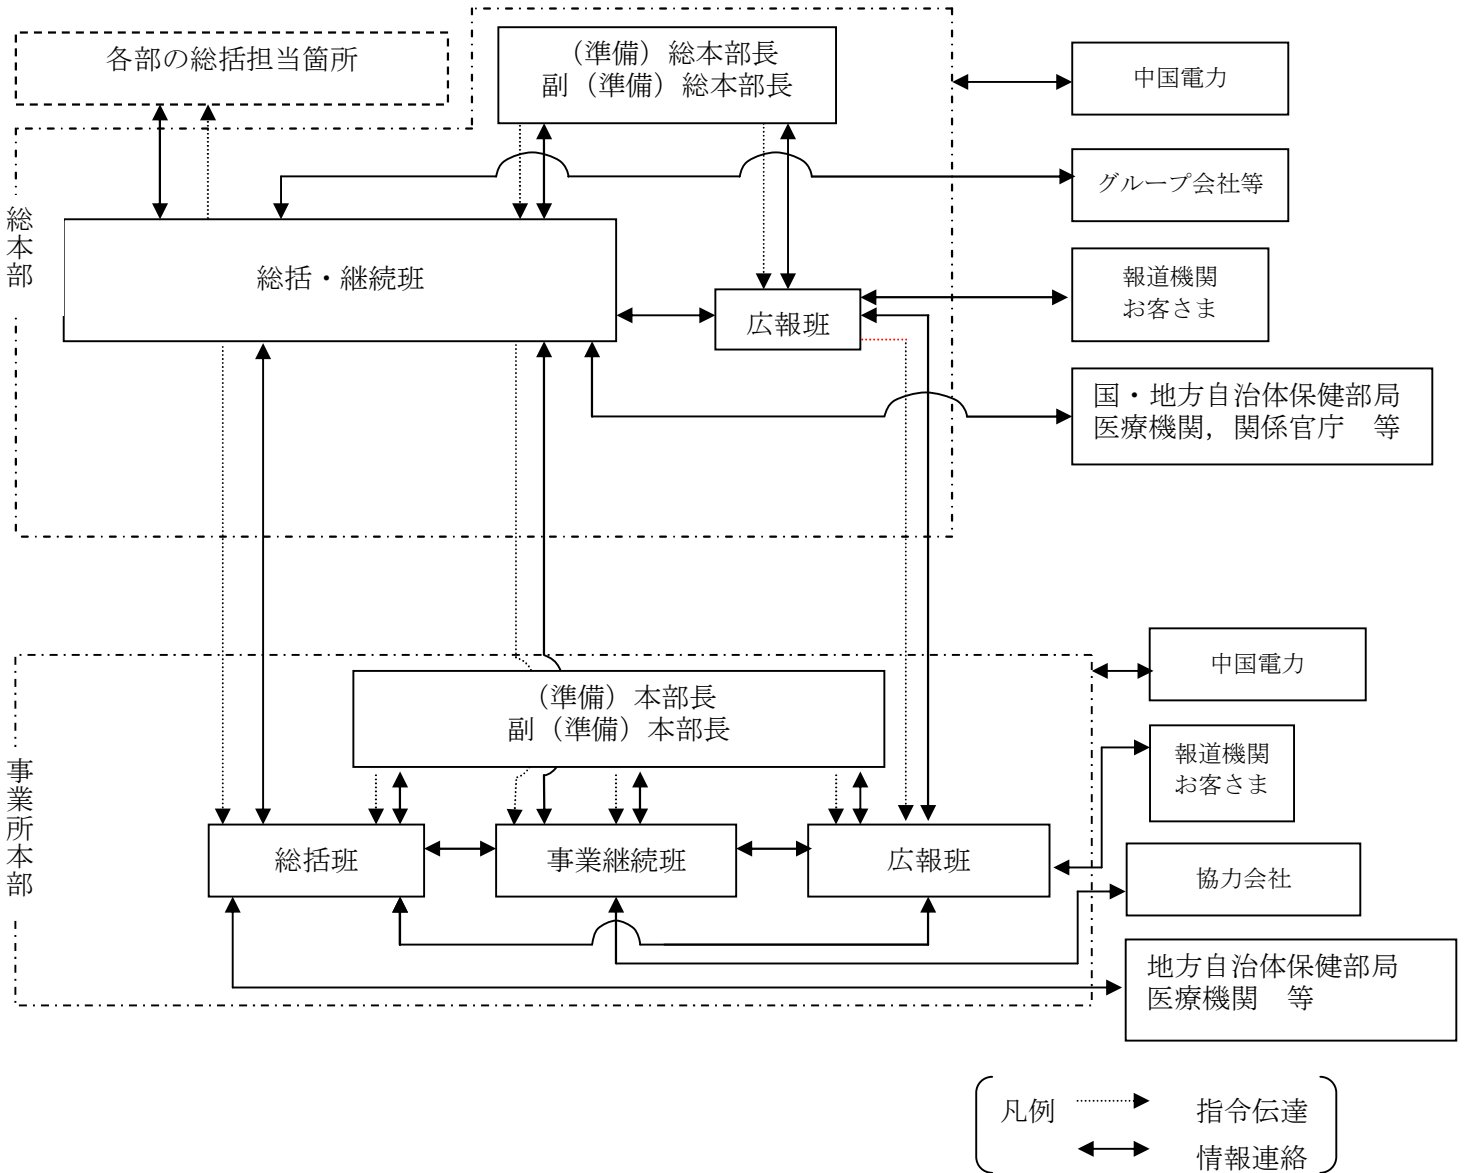 各部の総括担当箇所
（準備）総本部長
副（準備）総本部長
中国電力
グループ会社等
総本部
総括・継続班
広報班
報道機関
お客さま
国・地方自治体保健部局
医療機関，関係官庁　等
中国電力
（準備）本部長
副（準備）本部長
報道機関
お客さま
事業所本部
総括班
事業継続班
広報班
協力会社
地方自治体保健部局
医療機関　等
凡例
指令伝達
情報連絡